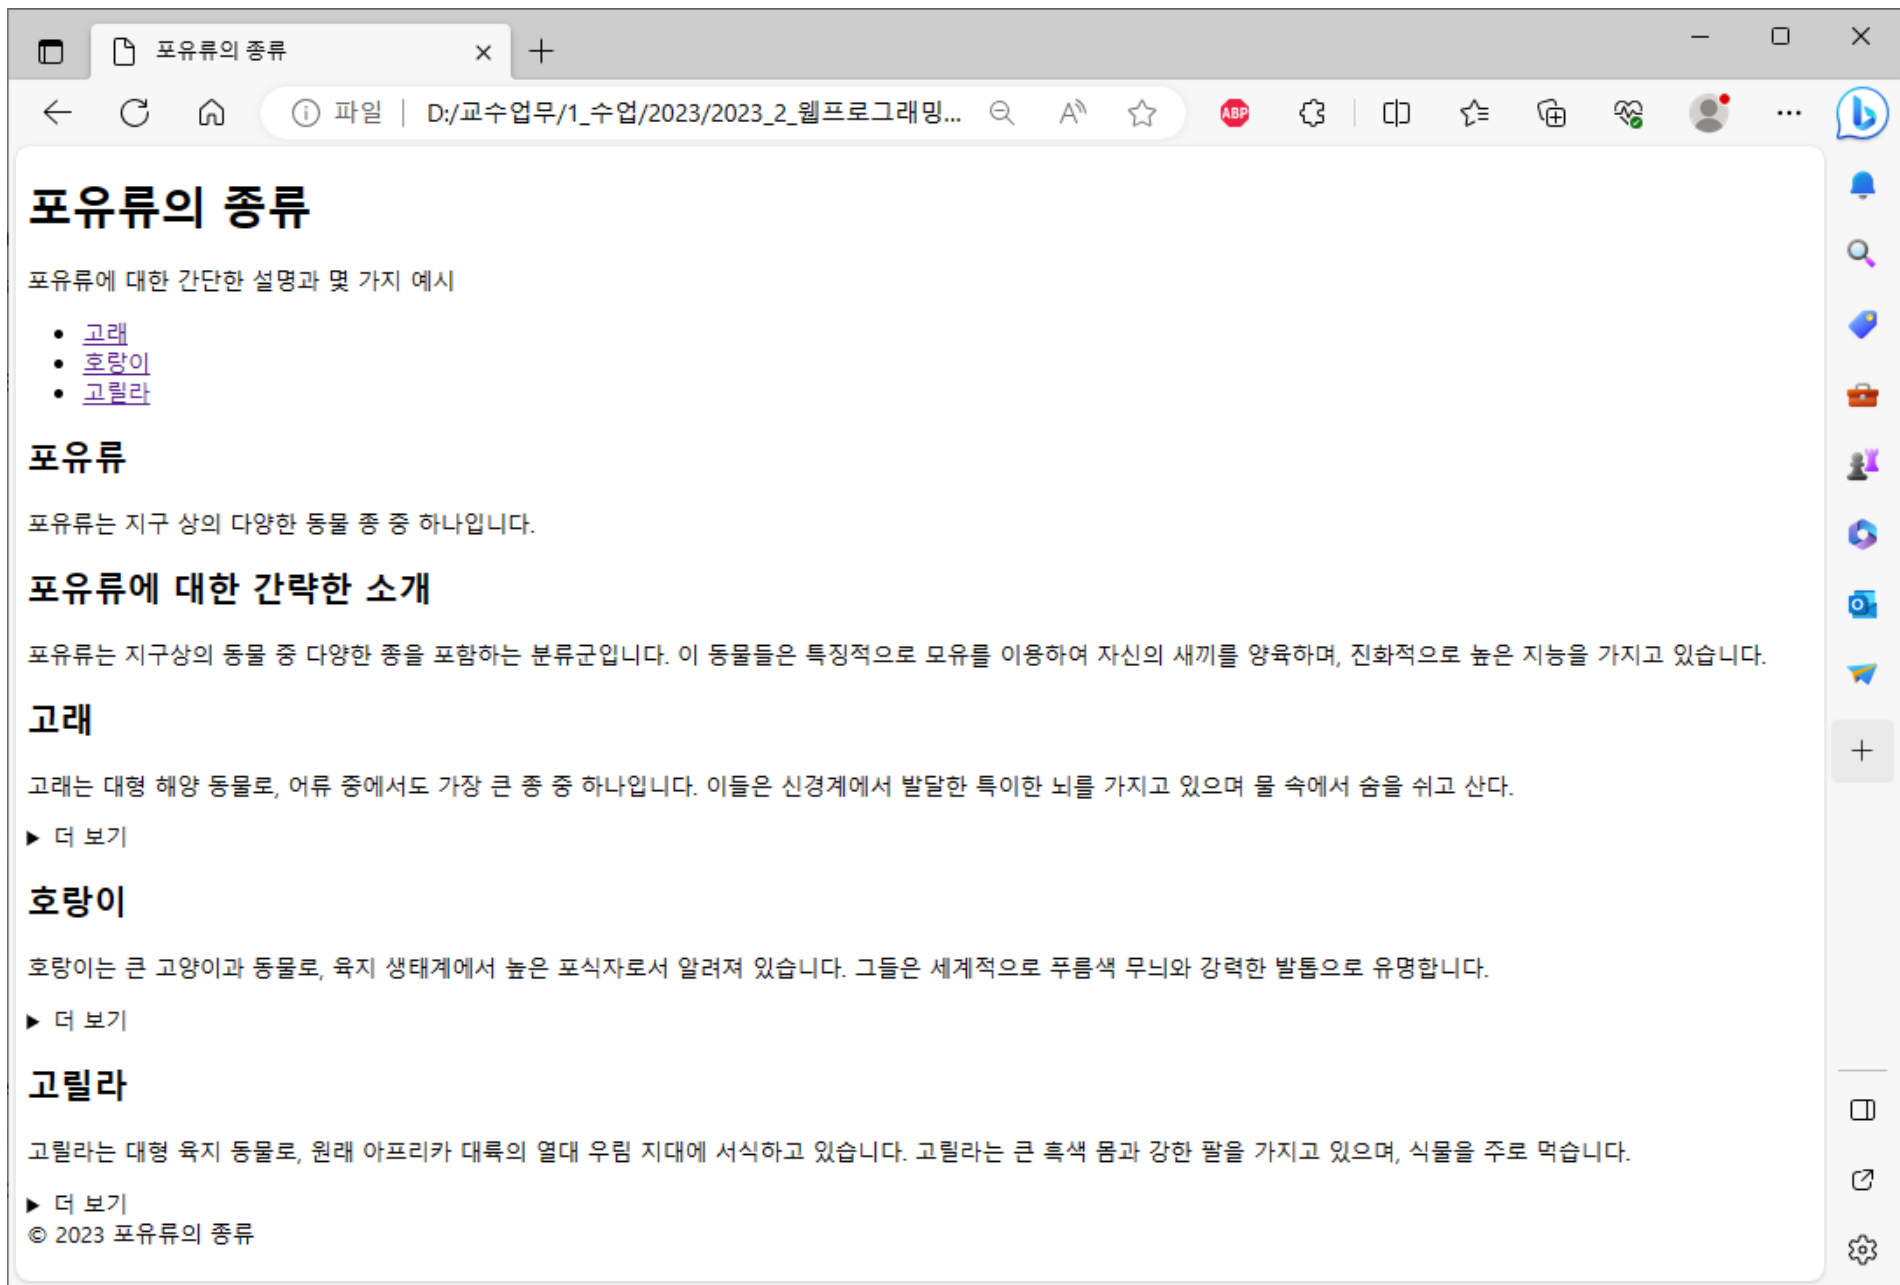 포유류의 종류
파일
D:/교수업무/1_수업/2023/2023_2_웹프로그래밍...
ABP
포유류의 종류
포유류에 대한 간단한 설명과 몇 가지 예시
고래
호랑이
고릴라
포유류
포유류는 지구 상의 다양한 동물 종 중 하나입니다.
포유류에 대한 간략한 소개
포유류는 지구상의 동물 중 다양한 종을 포함하는 분류군입니다. 이 동물들은 특징적으로 모유를 이용하여 자신의 새끼를 양육하며, 진화적으로 높은 지능을 가지고 있습니다.
고래
고래는 대형 해양 동물로, 어류 중에서도 가장 큰 종 중 하나입니다. 이들은 신경계에서 발달한 특이한 뇌를 가지고 있으며 물 속에서 숨을 쉬고 산다.
더 보기
호랑이
호랑이는 큰 고양이과 동물로, 육지 생태계에서 높은 포식자로서 알려져 있습니다. 그들은 세계적으로 푸름색 무늬와 강력한 발톱으로 유명합니다.
더 보기
고릴라
고릴라는 대형 육지 동물로, 원래 아프리카 대륙의 열대 우림 지대에 서식하고 있습니다. 고릴라는 큰 흑색 몸과 강한 팔을 가지고 있으며, 식물을 주로 먹습니다.
더 보기
© 2023 포유류의 종류